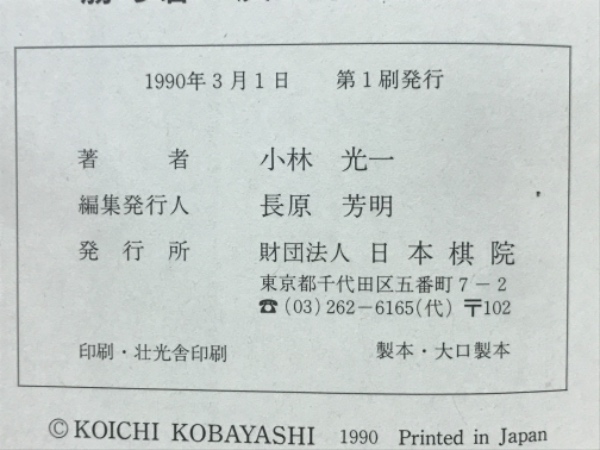 1990年3月1日 第1刷発行
著者 小林 光一
編集発行人 長原 芳明
発行所 財団法人 日本棋院
東京都千代田区五番町7-2
☎(03)262-6165(代) 〒102
印刷・壮光舎印刷 製本・大口製本
© KOICHI KOBAYASHI 1990 Printed in Japan